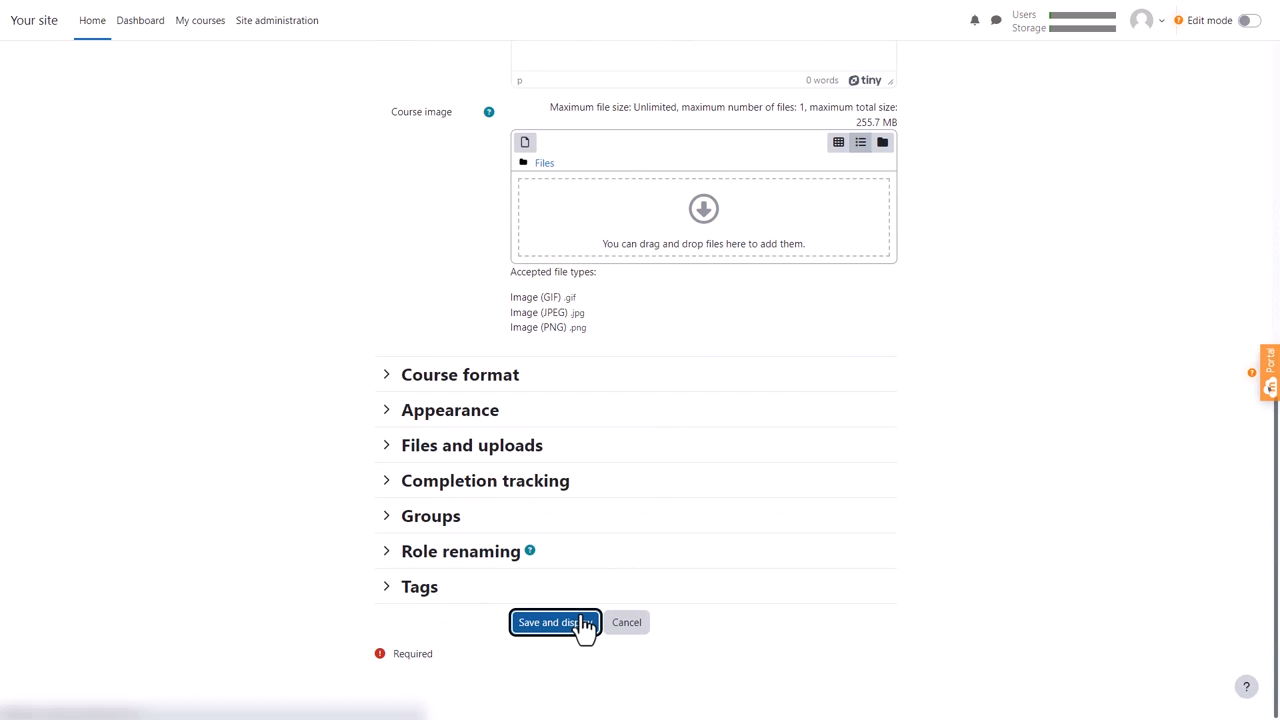 Your site Home Dashboard My courses Site administration Users Edit mode
Storage
p 0 words tiny
Course image Maximum file size: Unlimited, maximum number of files: 1, maximum total size:
255.7 MB
Files
You can drag and drop files here to add them.
Accepted file types:
Image (GIF) .gif
Image (JPEG) .jpg
Image (PNG) .png
Portal
Course format
Appearance
Files and uploads
Completion tracking
Groups
Role renaming
Tags
Save and Cancel
Required